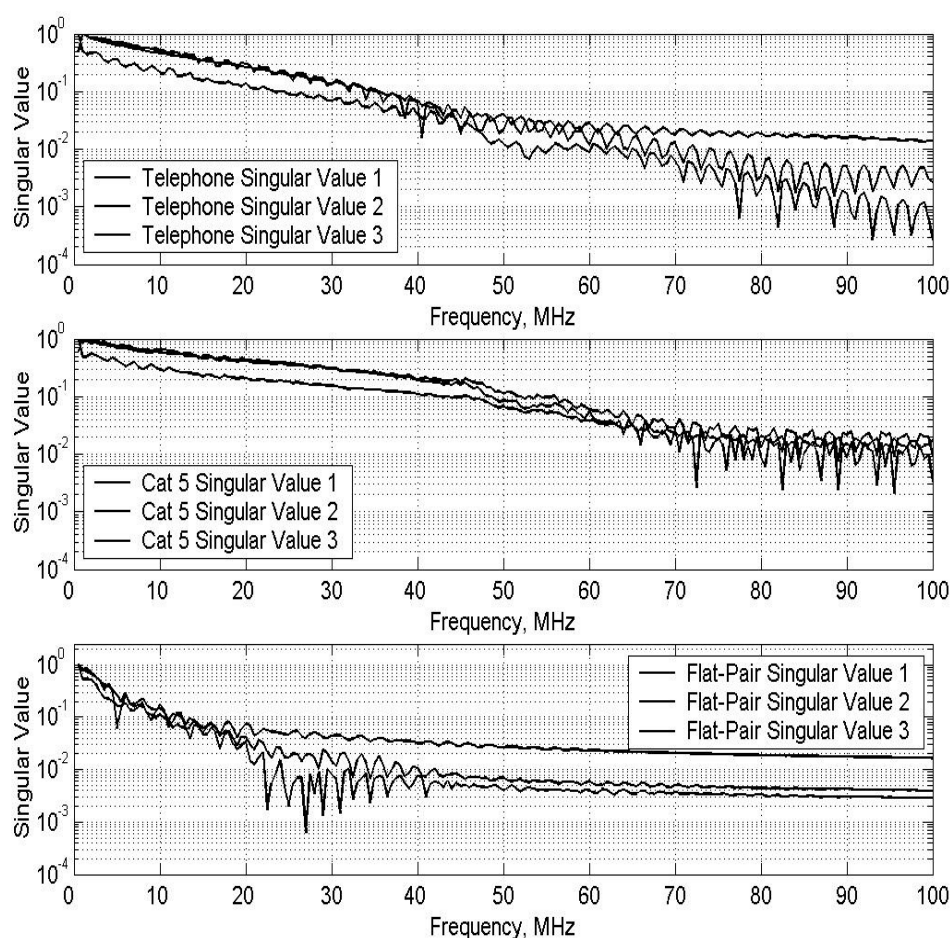 Singular Value
10^0
10^-1
10^-2
10^-3
10^-4
Telephone Singular Value 1
Telephone Singular Value 2
Telephone Singular Value 3
0 10 20 30 40 50 60 70 80 90 100
Frequency, MHz
Singular Value
10^0
10^-1
10^-2
10^-3
10^-4
Cat 5 Singular Value 1
Cat 5 Singular Value 2
Cat 5 Singular Value 3
0 10 20 30 40 50 60 70 80 90 100
Frequency, MHz
Singular Value
10^0
10^-1
10^-2
10^-3
10^-4
Flat-Pair Singular Value 1
Flat-Pair Singular Value 2
Flat-Pair Singular Value 3
0 10 20 30 40 50 60 70 80 90 100
Frequency, MHz